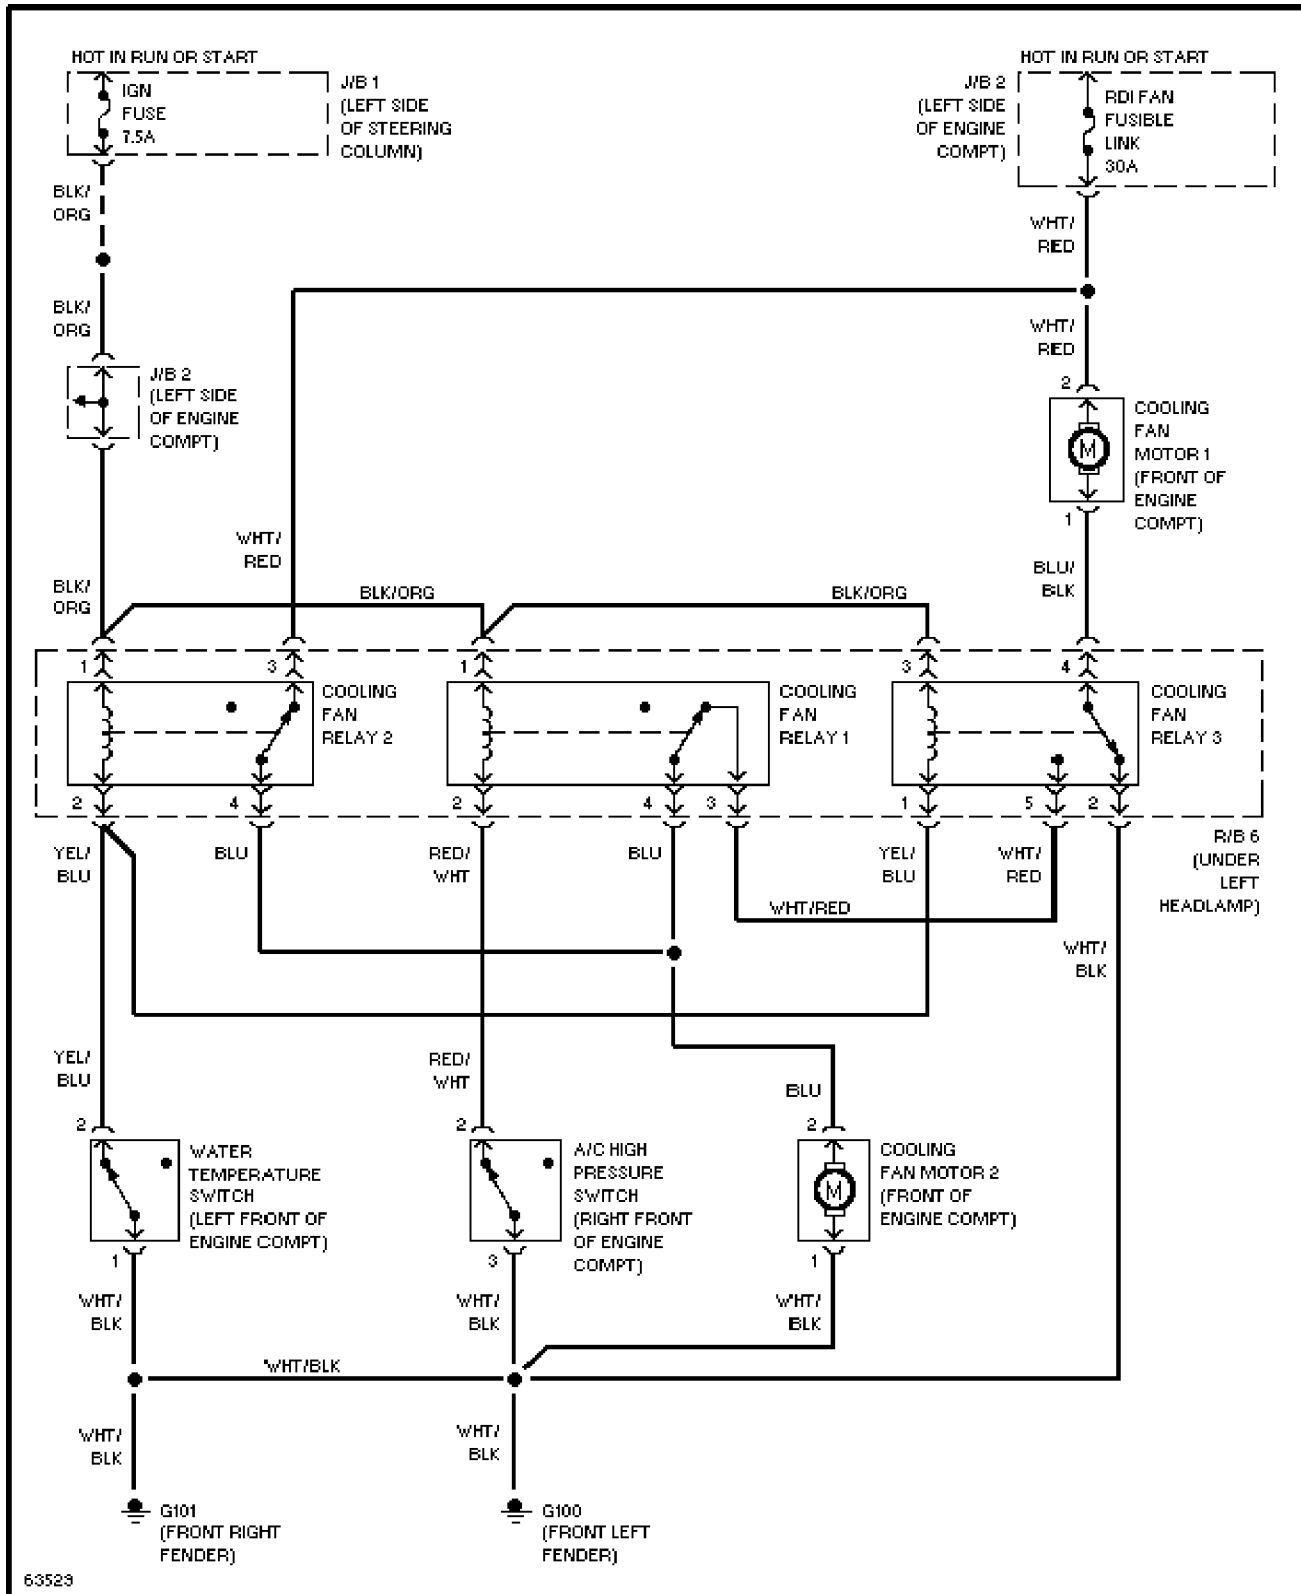 HOT IN RUN OR START
IGN
FUSE
7.5A
J/B 1
(LEFT SIDE
OF STEERING
COLUMN)
HOT IN RUN OR START
J/B 2
(LEFT SIDE
OF ENGINE
COMPT)
RDI FAN
FUSIBLE
LINK
30A
BLK/
ORG
WHT/
RED
BLK/
ORG
WHT/
RED
J/B 2
(LEFT SIDE
OF ENGINE
COMPT)
2
M
1
COOLING
FAN
MOTOR 1
(FRONT OF
ENGINE
COMPT)
WHT/
RED
BLU/
BLK
BLK/
ORG
BLK/ORG
BLK/ORG
1
3
1
3
4
COOLING
FAN
RELAY 2
COOLING
FAN
RELAY 1
COOLING
FAN
RELAY 3
2
4
2
4
3
1
5
2
R/B 6
(UNDER
LEFT
HEADLAMP)
YEL/
BLU
BLU
RED/
WHT
BLU
YEL/
BLU
WHT/
RED
WHT/RED
WHT/
BLK
YEL/
BLU
RED/
WHT
BLU
2
2
2
WATER
TEMPERATURE
SWITCH
(LEFT FRONT OF
ENGINE COMPT)
A/C HIGH
PRESSURE
SWITCH
(RIGHT FRONT
OF ENGINE
COMPT)
M
COOLING
FAN MOTOR 2
(FRONT OF
ENGINE COMPT)
1
3
1
WHT/
BLK
WHT/
BLK
WHT/
BLK
WHT/BLK
WHT/
BLK
WHT/
BLK
G101
(FRONT RIGHT
FENDER)
G100
(FRONT LEFT
FENDER)
63523